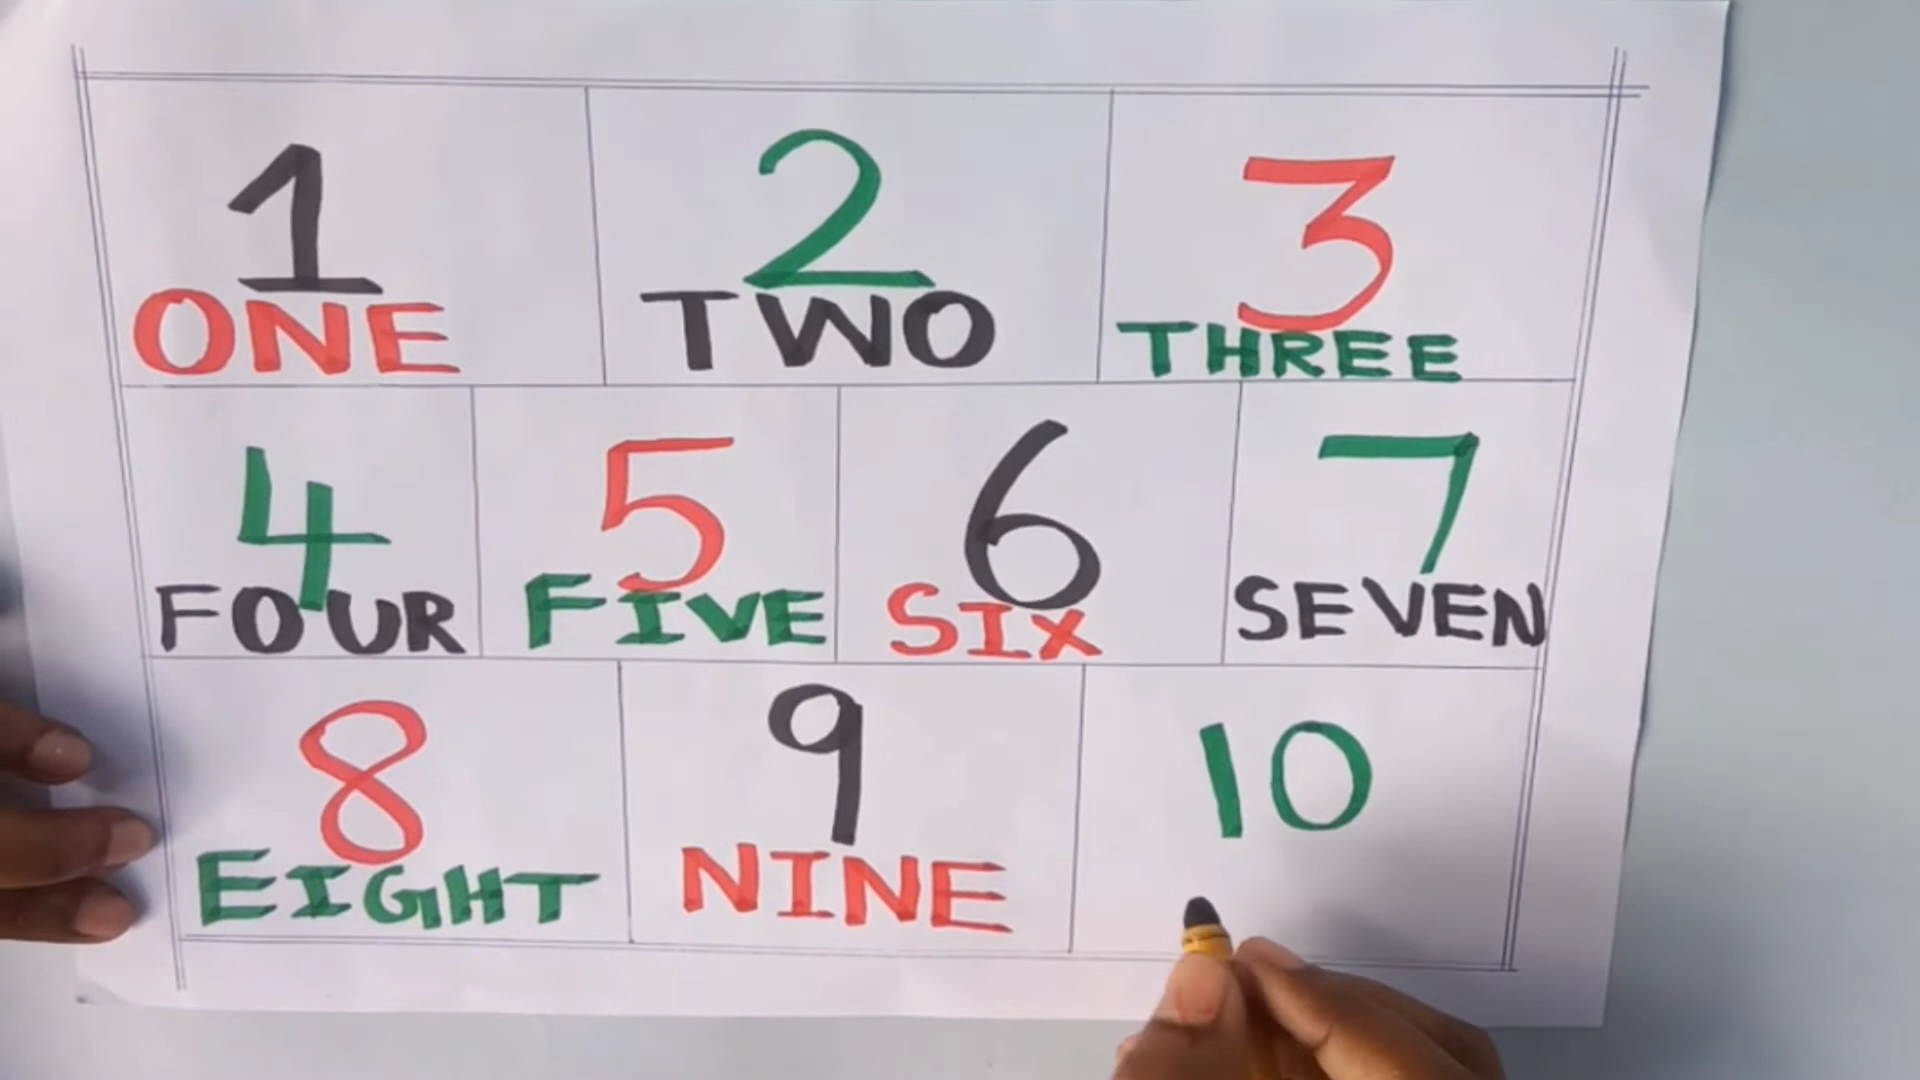 1 2 3
ONE TWO THREE
4 5 6 7
FOUR FIVE SIX SEVEN
8 9 10
EIGHT NINE